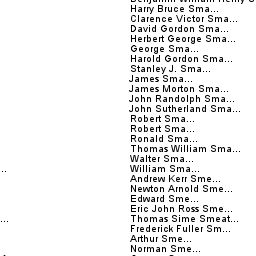 Harry Bruce Sma...
Clarence Victor Sma...
David Gordon Sma...
Herbert George Sma...
George Sma...
Harold Gordon Sma...
Stanley J. Sma...
James Sma...
James Morton Sma...
John Randolph Sma...
John Sutherland Sma...
Robert Sma...
Robert Sma...
Ronald Sma...
Thomas William Sma...
Walter Sma...
... William Sma...
Andrew Kerr Sme...
Newton Arnold Sme...
Edward Sme...
Eric John Ross Sme...
... Thomas Sime Smeat...
Frederick Fuller Sm...
Arthur Sme...
Norman Sme...